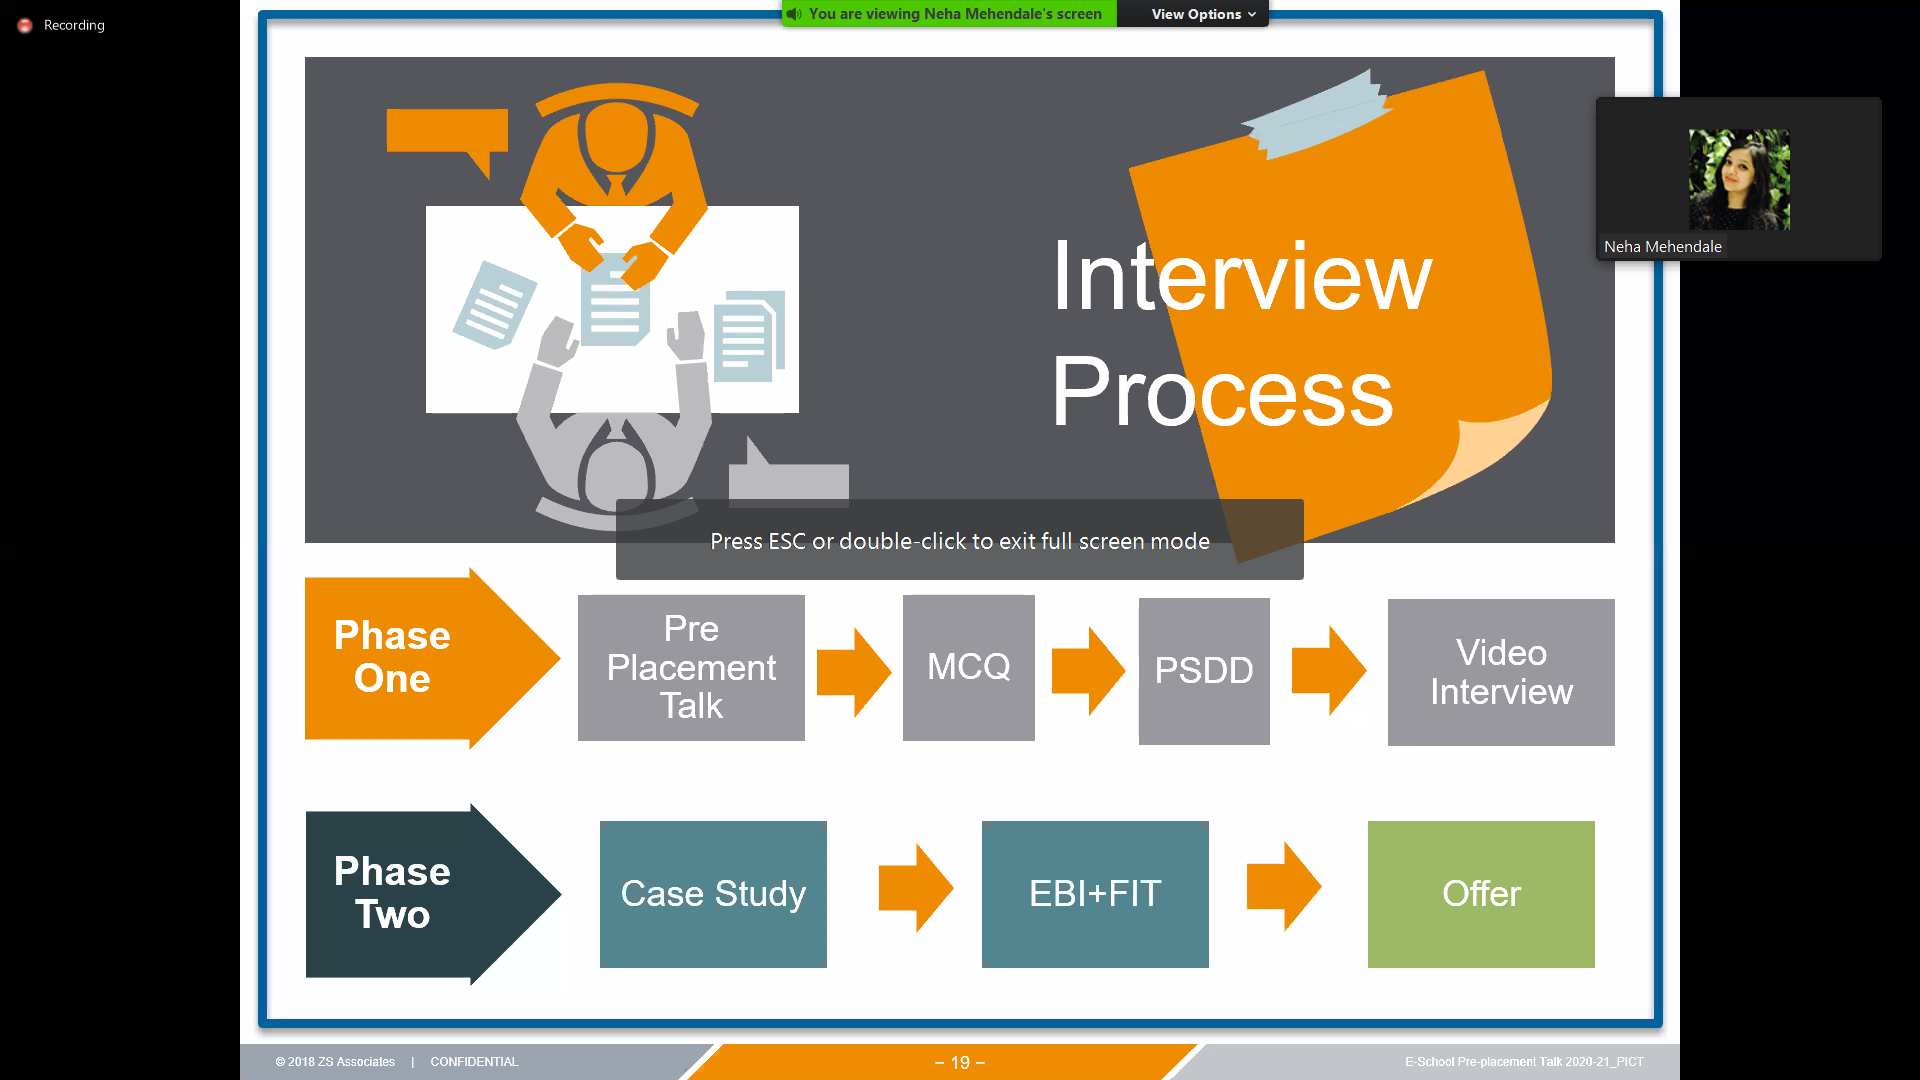 Recording
You are viewing Neha Mehendale's screen
View Options
Neha Mehendale
Interview
Process
Press ESC or double-click to exit full screen mode
Phase
One
Pre
Placement
Talk
MCQ
PSDD
Video
Interview
Phase
Two
Case Study
EBI+FIT
Offer
© 2018 ZS Associates | CONFIDENTIAL
– 19 –
E-School Pre-placement Talk 2020-21_PICT